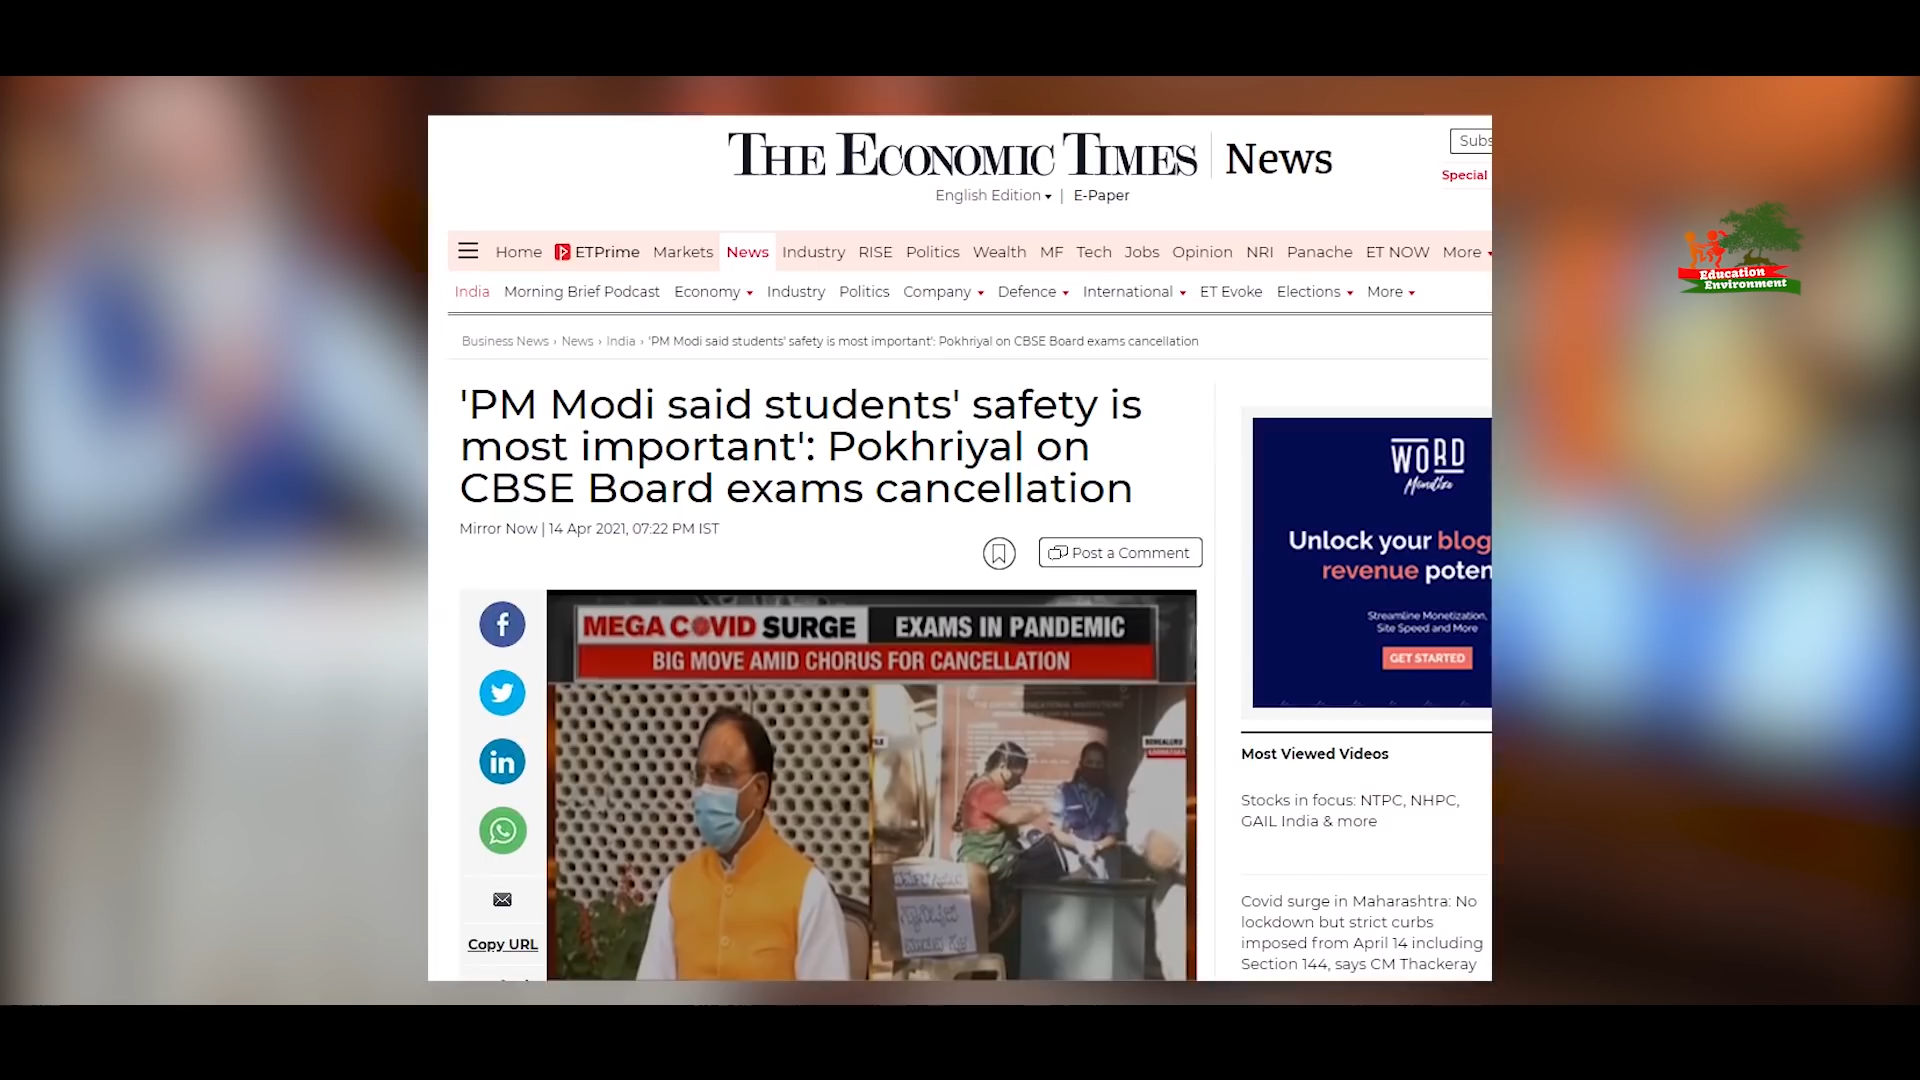 THE ECONOMIC TIMES
News
Subs
English Edition | E-Paper
Special
Home ETPrime Markets News Industry RISE Politics Wealth MF Tech Jobs Opinion NRI Panache ET NOW More
India Morning Brief Podcast Economy Industry Politics Company Defence International ET Evoke Elections More
Education
Environment
Business News › News › India › 'PM Modi said students' safety is most important': Pokhriyal on CBSE Board exams cancellation
'PM Modi said students' safety is
most important': Pokhriyal on
CBSE Board exams cancellation
Mirror Now | 14 Apr 2021, 07:22 PM IST
Post a Comment
MEGA COVID SURGE
EXAMS IN PANDEMIC
BIG MOVE AMID CHORUS FOR CANCELLATION
BENGALURU
f
in
Copy URL
WORD
Monetize
Unlock your blog
revenue poten
Streamline Monetization,
Site Speed and More
GET STARTED
Most Viewed Videos
Stocks in focus: NTPC, NHPC,
GAIL India & more
Covid surge in Maharashtra: No
lockdown but strict curbs
imposed from April 14 including
Section 144, says CM Thackeray